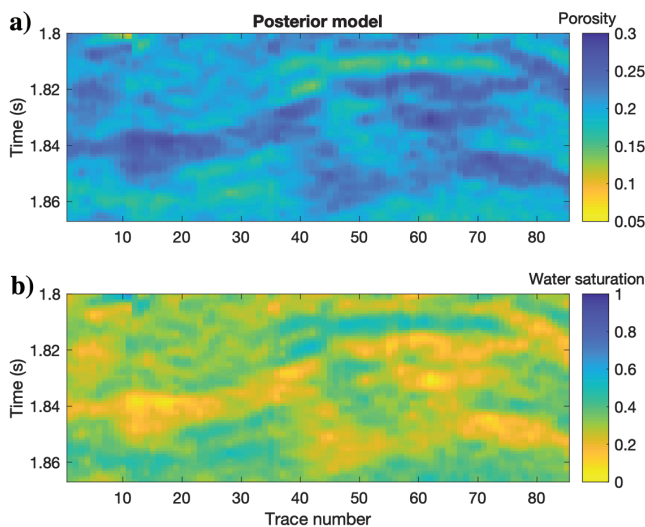 a) Posterior model Porosity
1.8 0.3
0.25
1.82
0.2
Time (s)
1.84 0.15
0.1
1.86
0.05
10 20 30 40 50 60 70 80
b) Water saturation
1.8 1
0.8
1.82
0.6
Time (s)
1.84 0.4
0.2
1.86
0
10 20 30 40 50 60 70 80
Trace number